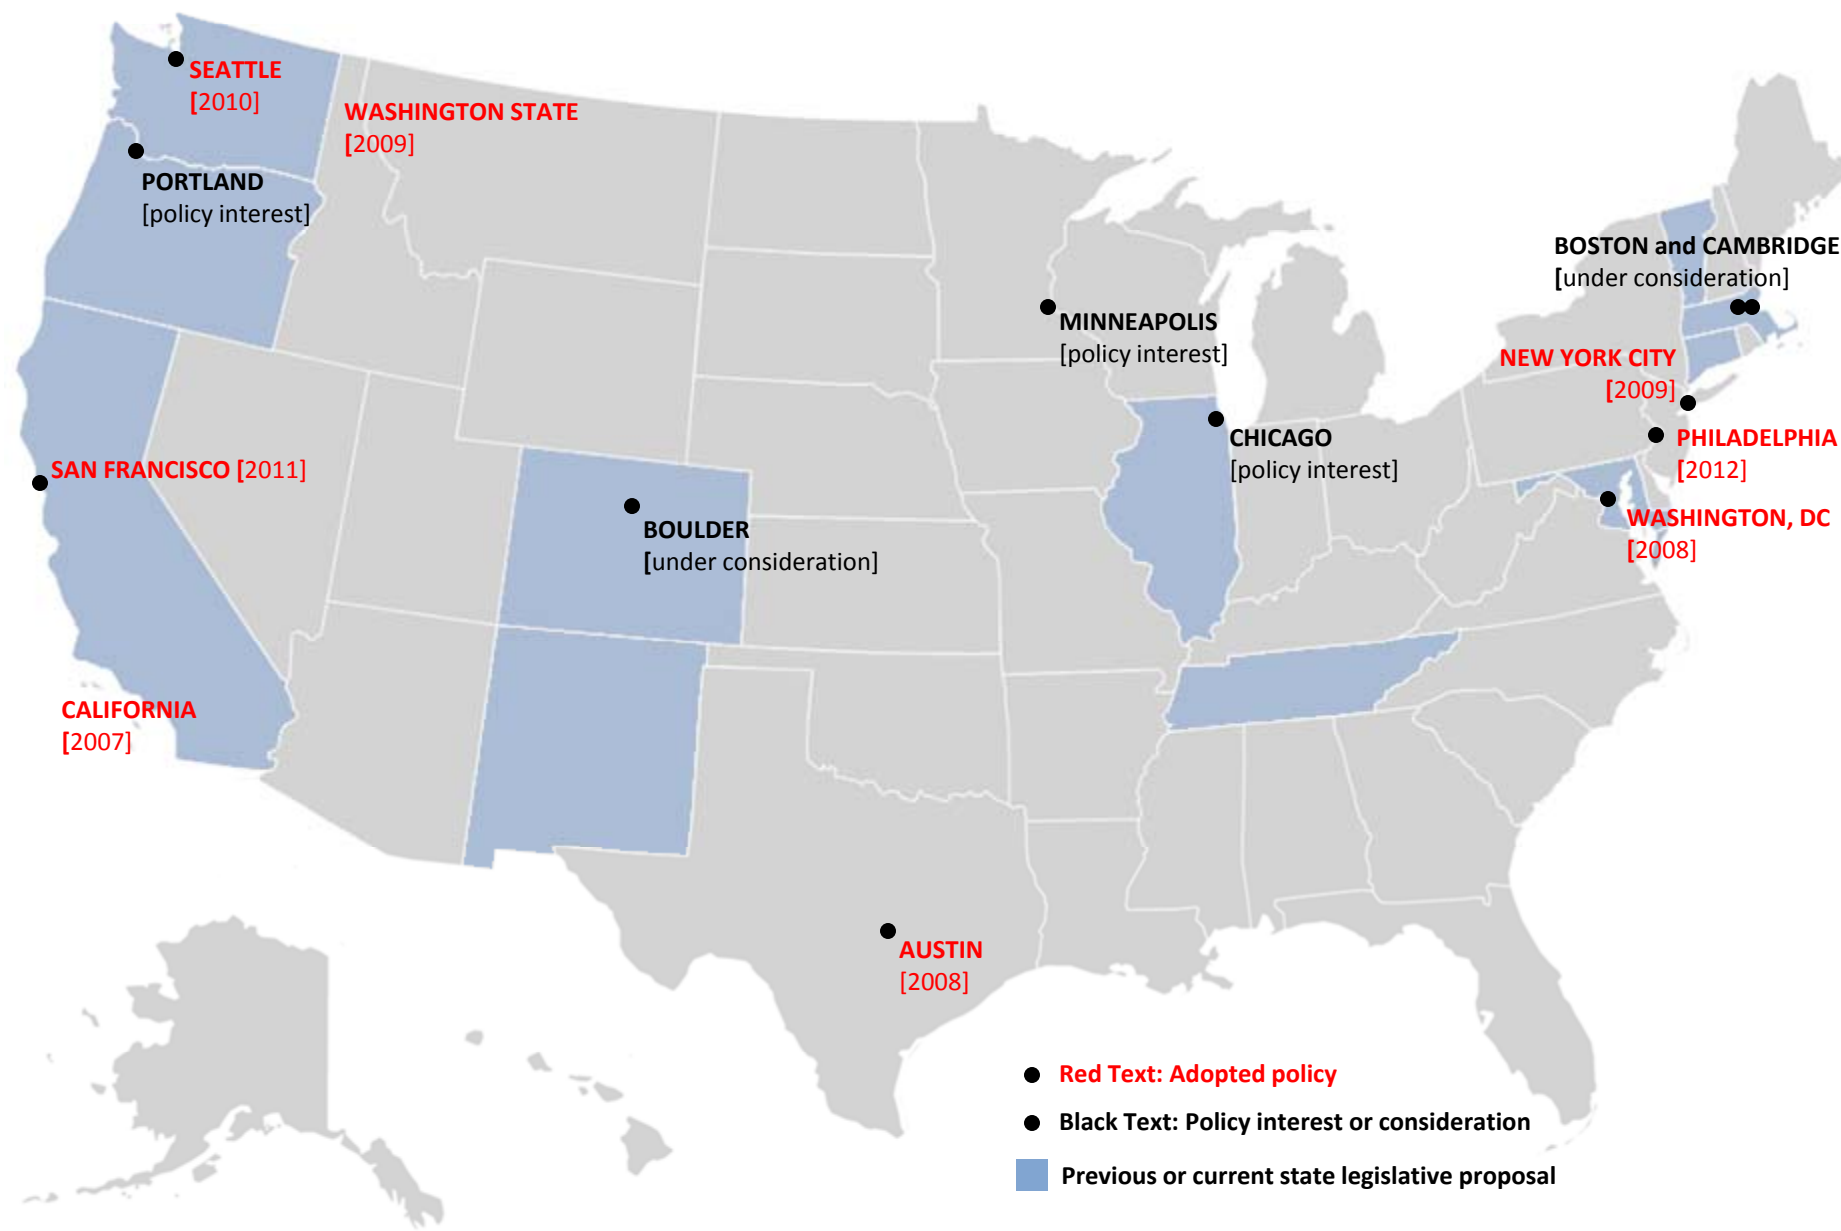 SEATTLE
[2010]
WASHINGTON STATE
[2009]
PORTLAND
[policy interest]
BOSTON and CAMBRIDGE
[under consideration]
MINNEAPOLIS
[policy interest]
NEW YORK CITY
[2009]
CHICAGO
[policy interest]
PHILADELPHIA
[2012]
SAN FRANCISCO [2011]
BOULDER
[under consideration]
WASHINGTON, DC
[2008]
CALIFORNIA
[2007]
AUSTIN
[2008]
Red Text: Adopted policy
Black Text: Policy interest or consideration
Previous or current state legislative proposal